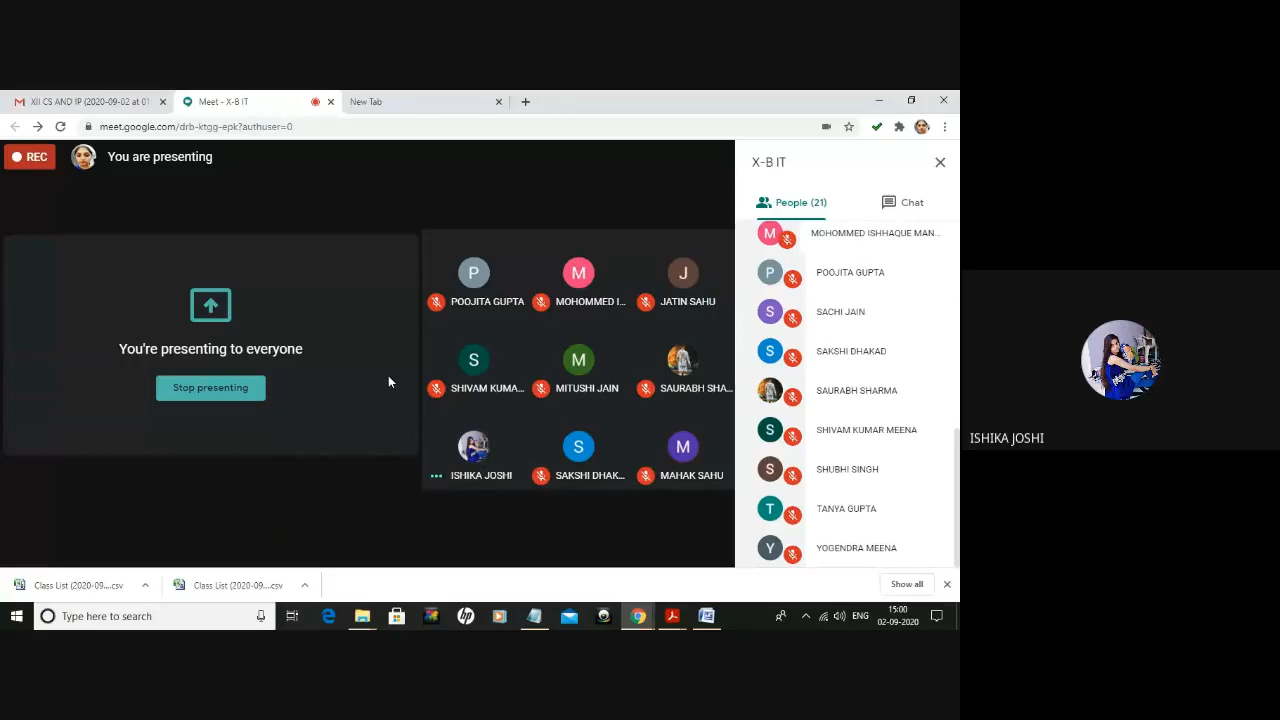 XII CS AND IP (2020-09-02 at 01
Meet - X-B IT
New Tab
meet.google.com/drb-ktgg-epk?authuser=0
REC
You are presenting
X-B IT
People (21)
Chat
You're presenting to everyone
Stop presenting
P
M
J
POOJITA GUPTA
MOHOMMED I...
JATIN SAHU
S
M
SHIVAM KUMA...
MITUSHI JAIN
SAURABH SHA...
S
M
ISHIKA JOSHI
SAKSHI DHAK...
MAHAK SAHU
M
MOHOMMED ISHHAQUE MAN...
P
POOJITA GUPTA
S
SACHI JAIN
S
SAKSHI DHAKAD
SAURABH SHARMA
S
SHIVAM KUMAR MEENA
S
SHUBHI SINGH
T
TANYA GUPTA
Y
YOGENDRA MEENA
ISHIKA JOSHI
Class List (2020-09....csv
Class List (2020-09....csv
Show all
Type here to search
hp
ENG
15:00
02-09-2020